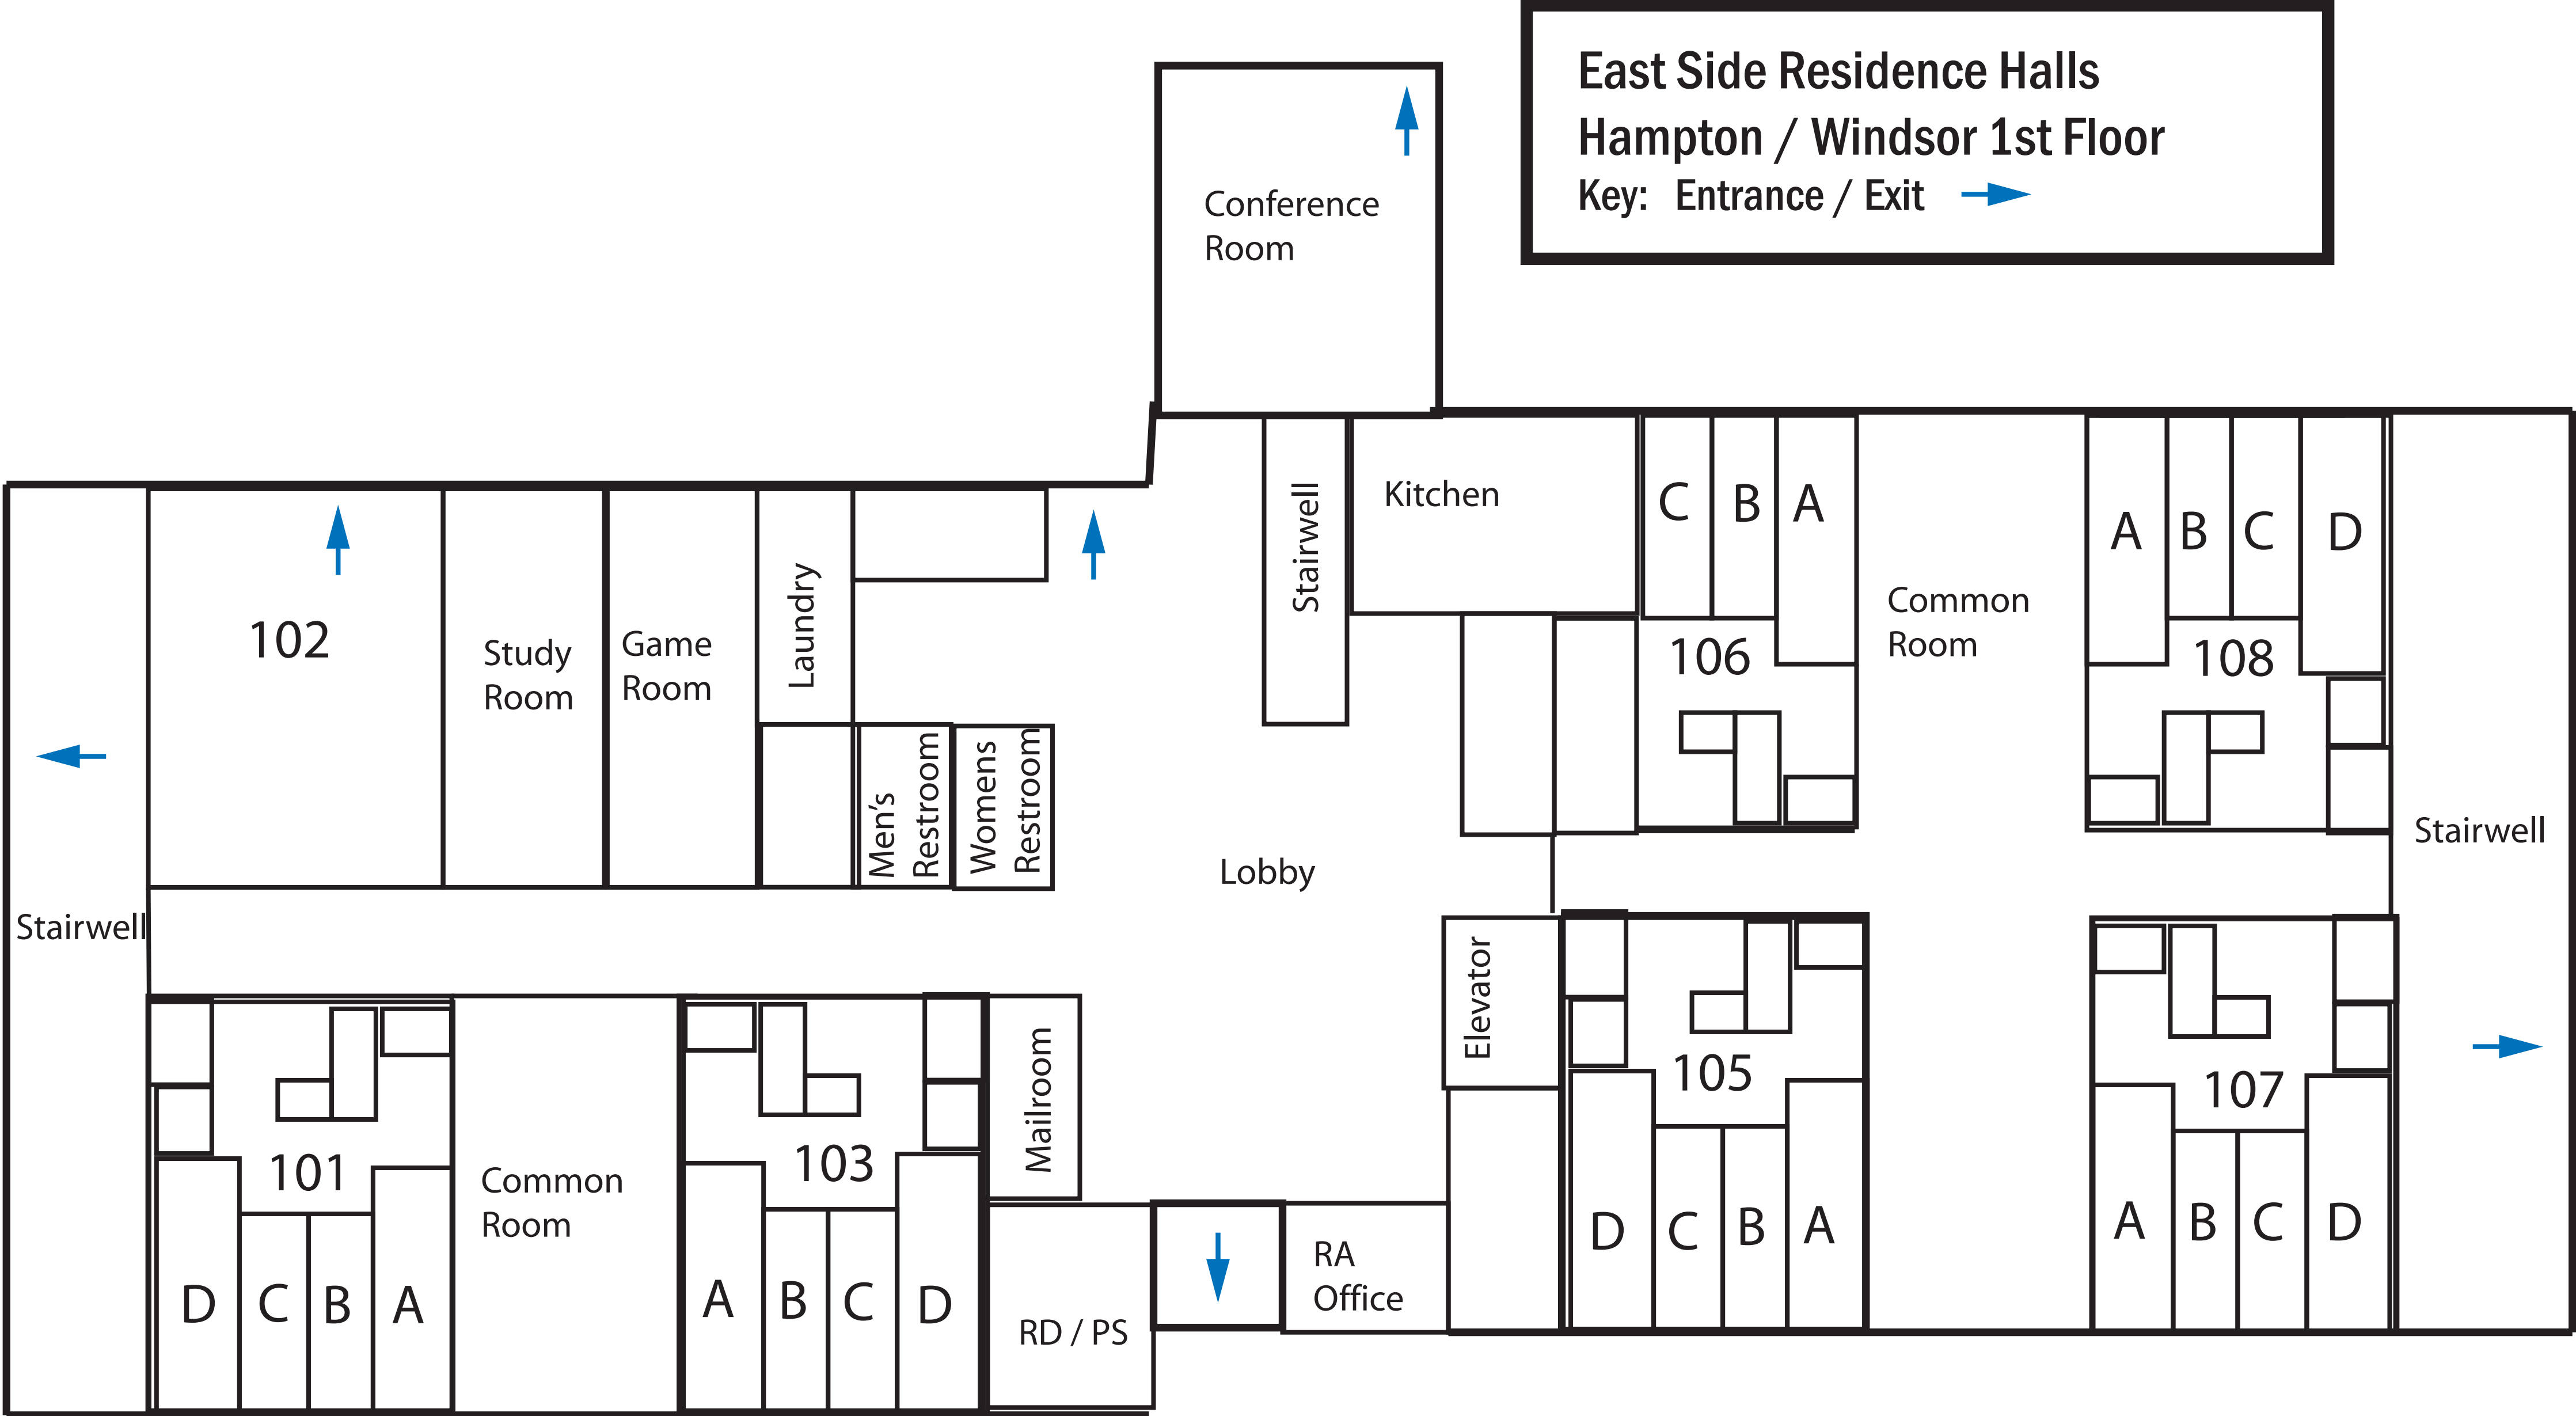 East Side Residence Halls
Hampton / Windsor 1st Floor
Key: Entrance / Exit
Conference
Room
Stairwell
Kitchen
C B A
106
Common
Room
A B C D
108
Stairwell
102
Study
Room
Game
Room
Laundry
Men's
Restroom
Womens
Restroom
Lobby
Stairwell
101
D C B A
Common
Room
103
A B C D
Mailroom
RD / PS
RA
Office
Elevator
105
D C B A
107
A B C D